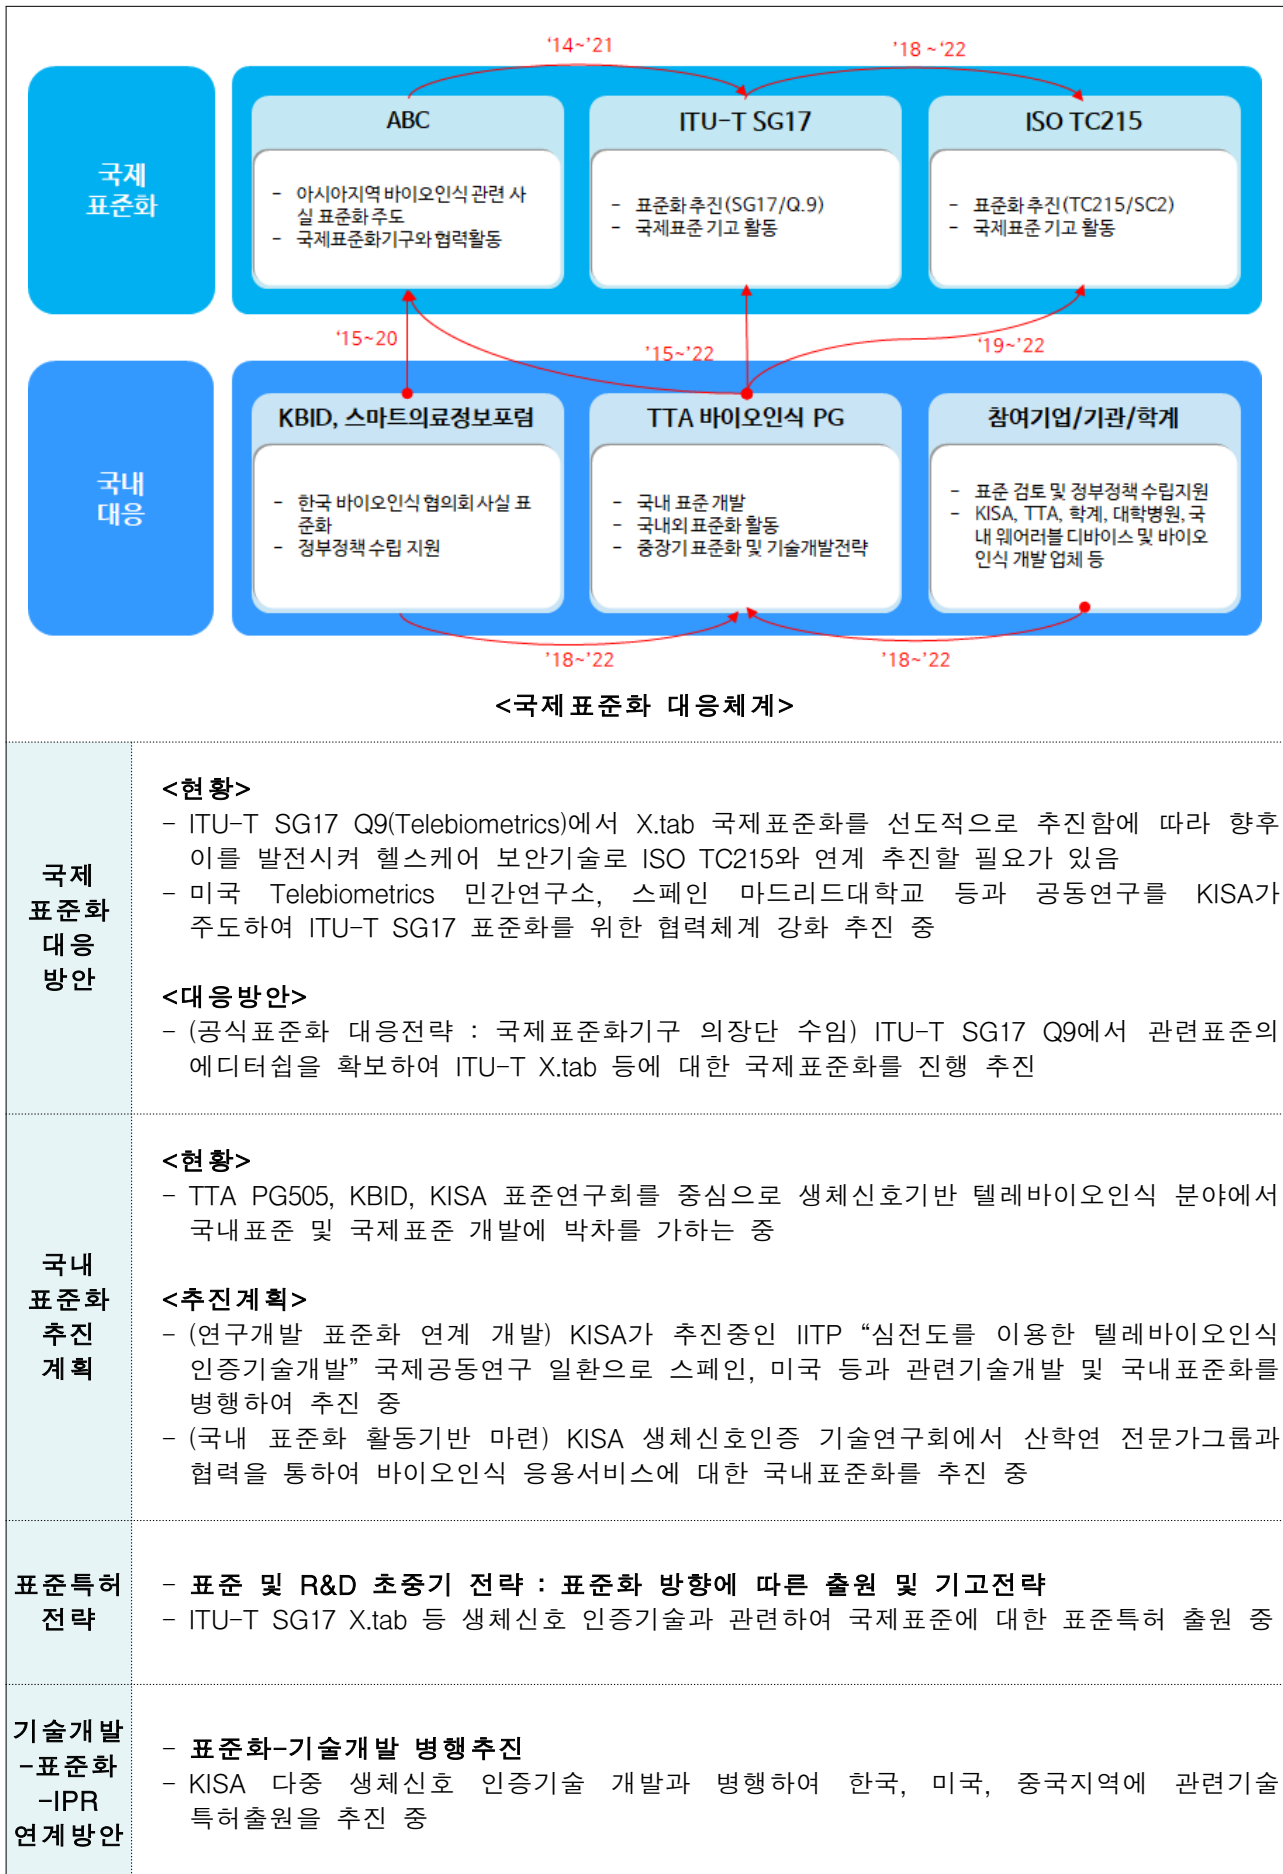 ‘14~’21
’18 ~‘22
국제
표준화
ABC
- 아시아지역 바이오인식 관련 사
실 표준화 주도
- 국제표준화기구와 협력활동
ITU-T SG17
- 표준화 추진(SG17/Q.9)
- 국제표준 기고 활동
ISO TC215
- 표준화 추진(TC215/SC2)
- 국제표준 기고 활동
‘15~20
’15~’22
‘19~’22
국내
대응
KBID, 스마트의료정보포럼
- 한국 바이오인식 협의회 사실 표
준화
- 정부정책 수립 지원
TTA 바이오인식 PG
- 국내 표준 개발
- 국내외 표준화 활동
- 중장기 표준화 및 기술개발전략
참여기업/기관/학계
- 표준 검토 및 정부정책 수립지원
- KISA, TTA, 학계, 대학병원, 국
내 웨어러블 디바이스 및 바이오
인식 개발 업체 등
’18~’22
’18~’22
<국제표준화 대응체계>
국제
표준화
대응
방안
<현황>
- ITU-T SG17 Q9(Telebiometrics)에서 X.tab 국제표준화를 선도적으로 추진함에 따라 향후
이를 발전시켜 헬스케어 보안기술로 ISO TC215와 연계 추진할 필요가 있음
- 미국 Telebiometrics 민간연구소, 스페인 마드리드대학교 등과 공동연구를 KISA가
주도하여 ITU-T SG17 표준화를 위한 협력체계 강화 추진 중
<대응방안>
- (공식표준화 대응전략 : 국제표준화기구 의장단 수임) ITU-T SG17 Q9에서 관련표준의
에디터쉽을 확보하여 ITU-T X.tab 등에 대한 국제표준화를 진행 추진
국내
표준화
추진
계획
<현황>
- TTA PG505, KBID, KISA 표준연구회를 중심으로 생체신호기반 텔레바이오인식 분야에서
국내표준 및 국제표준 개발에 박차를 가하는 중
<추진계획>
- (연구개발 표준화 연계 개발) KISA가 추진중인 IITP “심전도를 이용한 텔레바이오인식
인증기술개발” 국제공동연구 일환으로 스페인, 미국 등과 관련기술개발 및 국내표준화를
병행하여 추진 중
- (국내 표준화 활동기반 마련) KISA 생체신호인증 기술연구회에서 산학연 전문가그룹과
협력을 통하여 바이오인식 응용서비스에 대한 국내표준화를 추진 중
표준특허
전략
- 표준 및 R&D 초중기 전략 : 표준화 방향에 따른 출원 및 기고전략
- ITU-T SG17 X.tab 등 생체신호 인증기술과 관련하여 국제표준에 대한 표준특허 출원 중
기술개발
-표준화
-IPR
연계방안
- 표준화-기술개발 병행추진
- KISA 다중 생체신호 인증기술 개발과 병행하여 한국, 미국, 중국지역에 관련기술
특허출원을 추진 중